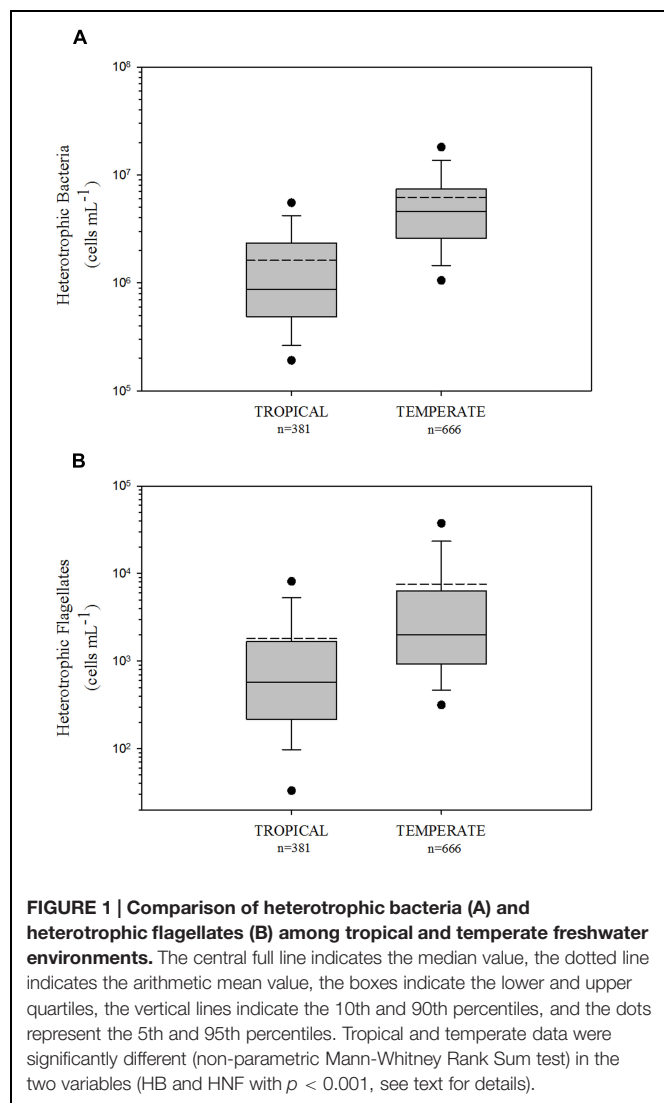 A
10⁸
10⁷
10⁶
10⁵
Heterotrophic Bacteria
(cells mL⁻¹)
TROPICAL
n=381
TEMPERATE
n=666
B
10⁵
10⁴
10³
10²
Heterotrophic Flagellates
(cells mL⁻¹)
TROPICAL
n=381
TEMPERATE
n=666
FIGURE 1 | Comparison of heterotrophic bacteria (A) and
heterotrophic flagellates (B) among tropical and temperate freshwater
environments. The central full line indicates the median value, the dotted line
indicates the arithmetic mean value, the boxes indicate the lower and upper
quartiles, the vertical lines indicate the 10th and 90th percentiles, and the dots
represent the 5th and 95th percentiles. Tropical and temperate data were
significantly different (non-parametric Mann-Whitney Rank Sum test) in the
two variables (HB and HNF with p < 0.001, see text for details).